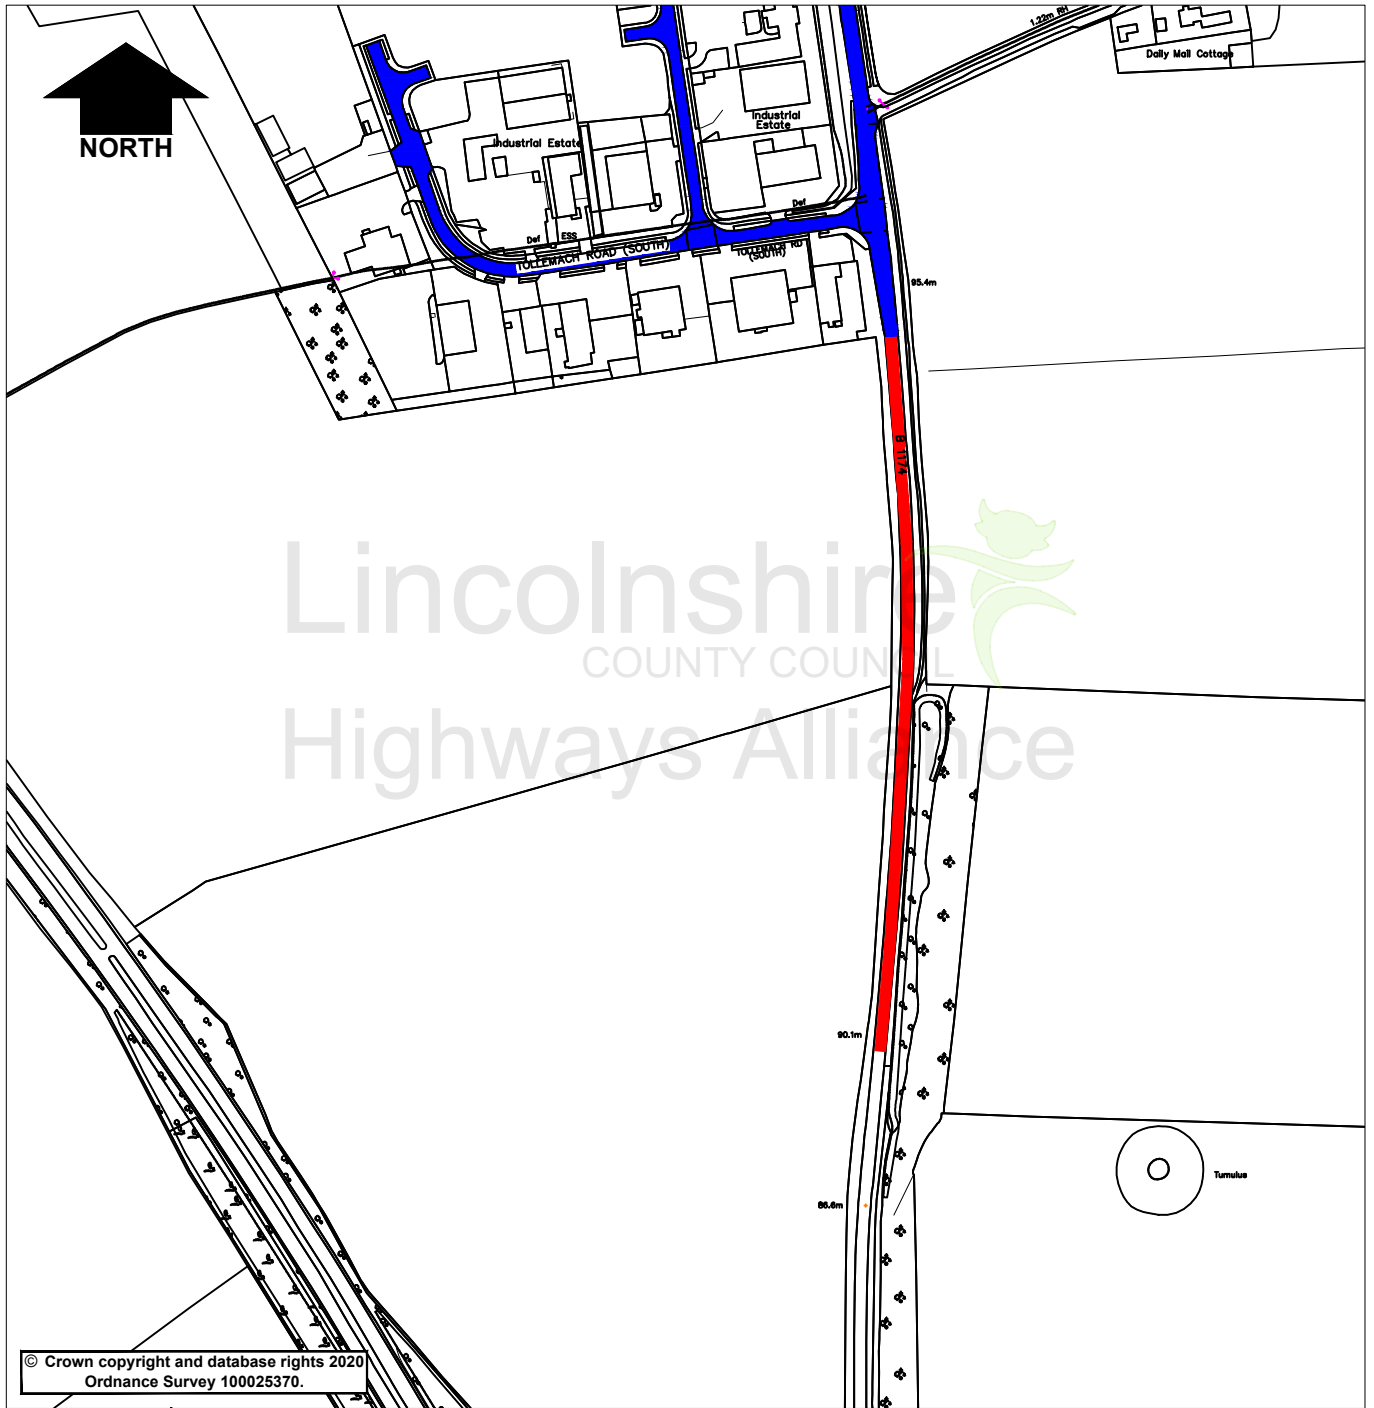 1.22m RH
Daily Mail Cottage
NORTH
Industrial Estate
Industrial
Estate
Def
Def
ESS
TOLLEMACH ROAD (SOUTH)
TOLLEMACH RD
(SOUTH)
95.4m
B 1174
Lincolnshire
COUNTY COUNCIL
Highways Alliance
90.1m
86.6m
Tumulus
© Crown copyright and database rights 2020
Ordnance Survey 100025370.